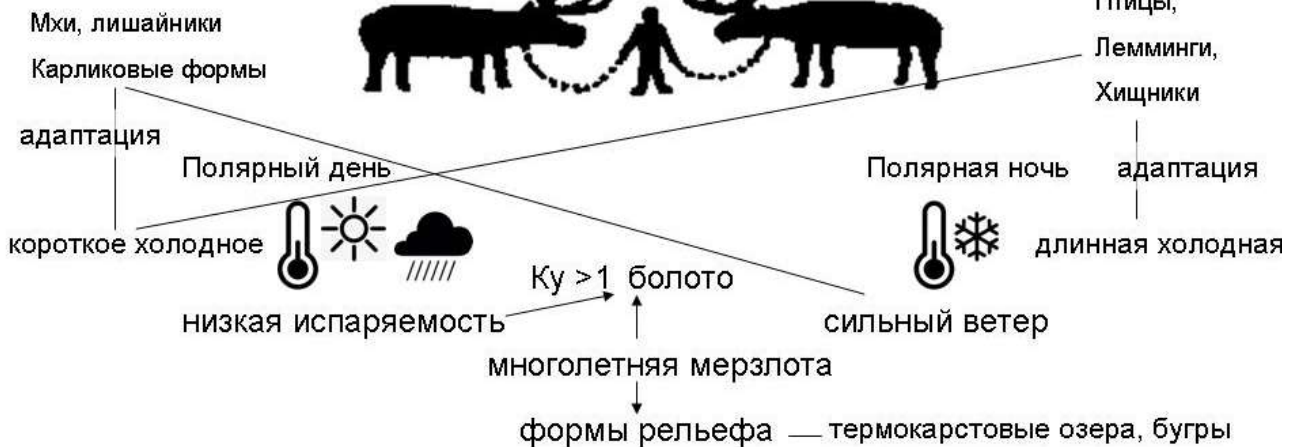 Мхи, лишайники
Птицы,
Карликовые формы
Лемминги,
Хищники
адаптация
Полярный день
Полярная ночь
адаптация
короткое холодное
длинная холодная
Ку >1 болото
низкая испаряемость
сильный ветер
многолетняя мерзлота
формы рельефа — термокарстовые озера, бугры